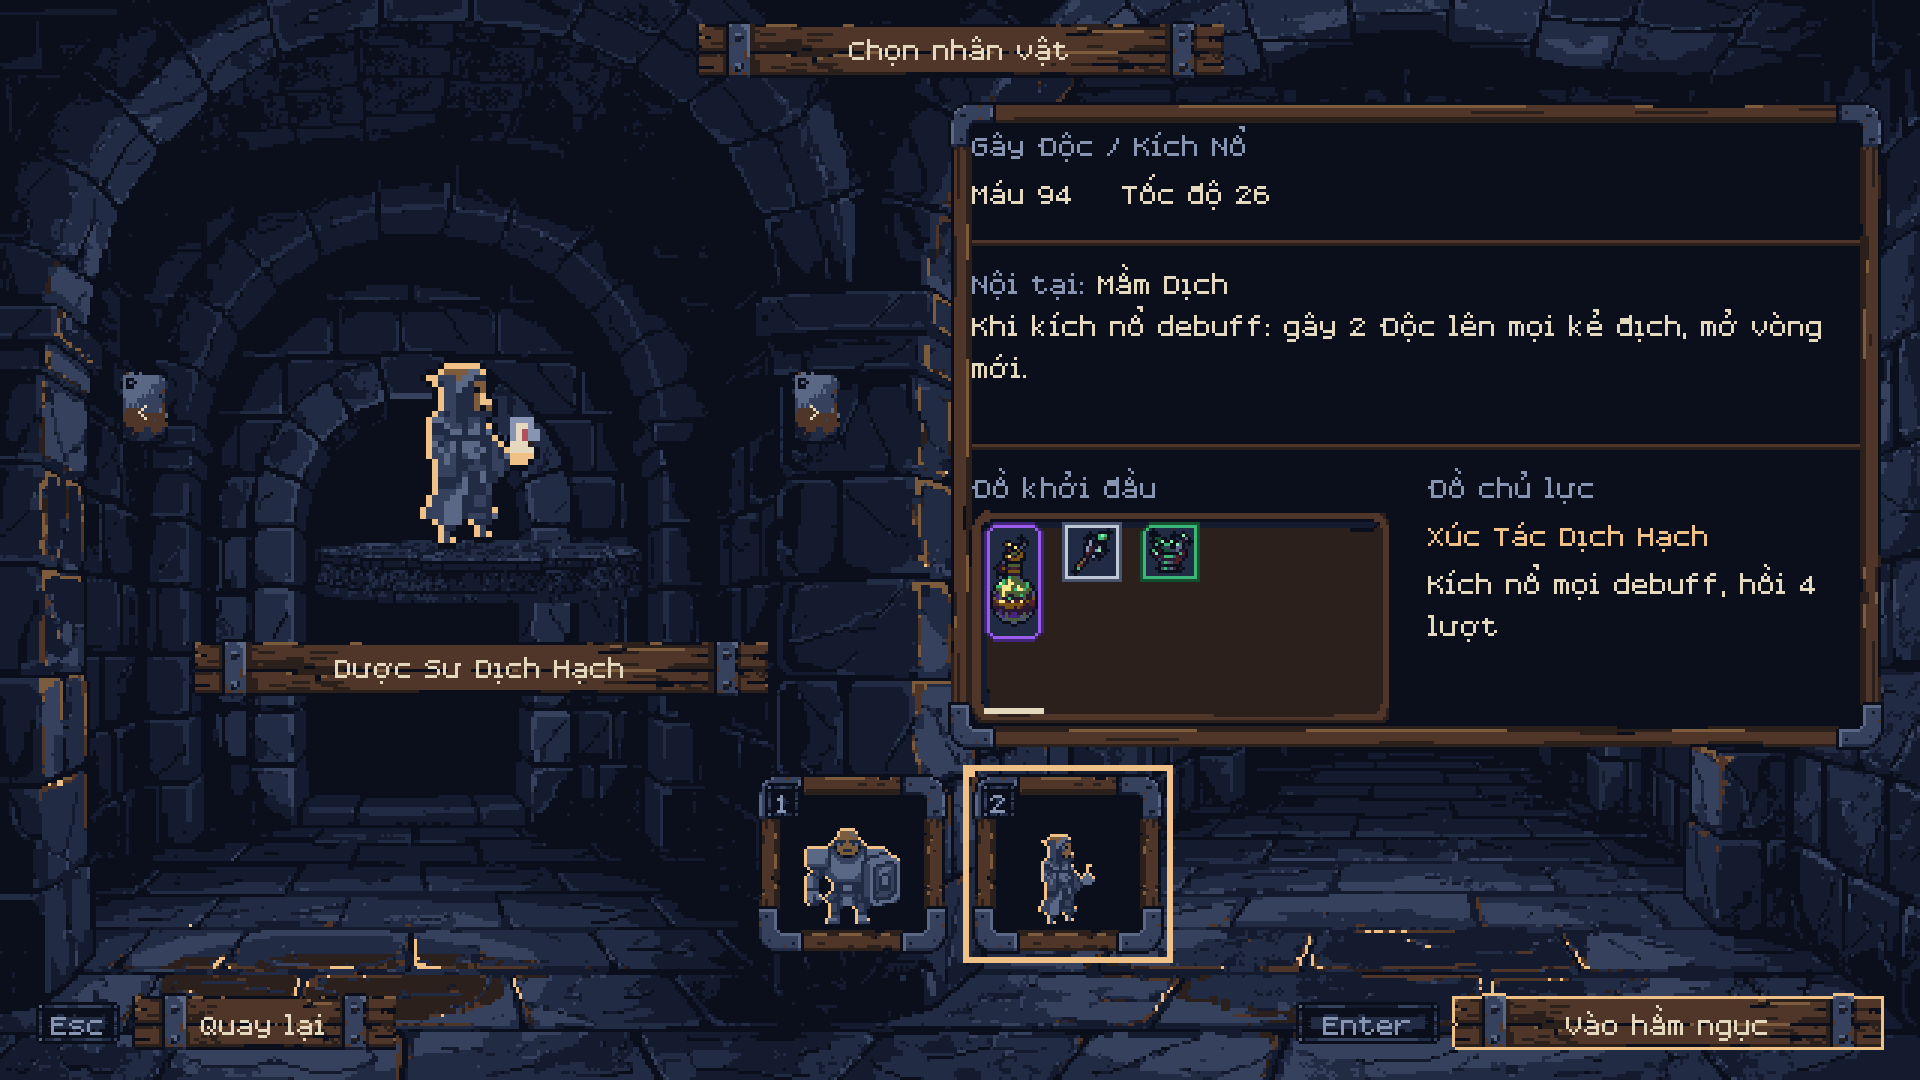 Chọn nhân vật
Gây Độc / Kích Nổ
Máu 94 Tốc độ 26
Nội tại: Mầm Dịch
Khi kích nổ debuff: gây 2 Độc lên mọi kẻ địch, mở vòng
mới.
Đồ khởi đầu
Đồ chủ lực
Xúc Tác Dịch Hạch
Kích nổ mọi debuff, hồi 4
lượt
<
>
Dược Sư Dịch Hạch
1
2
Esc
Quay lại
Enter
Vào hầm ngục